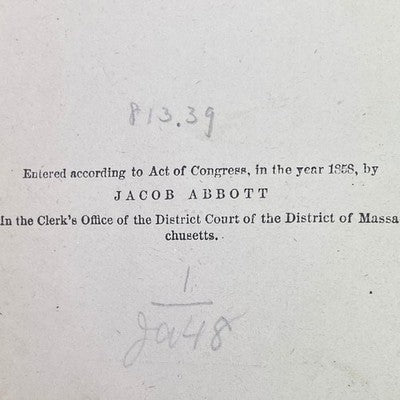 813.39
Entered according to Act of Congress, in the year 1858, by
JACOB ABBOTT
In the Clerk's Office of the District Court of the District of Massa
chusetts.
1
Ja48